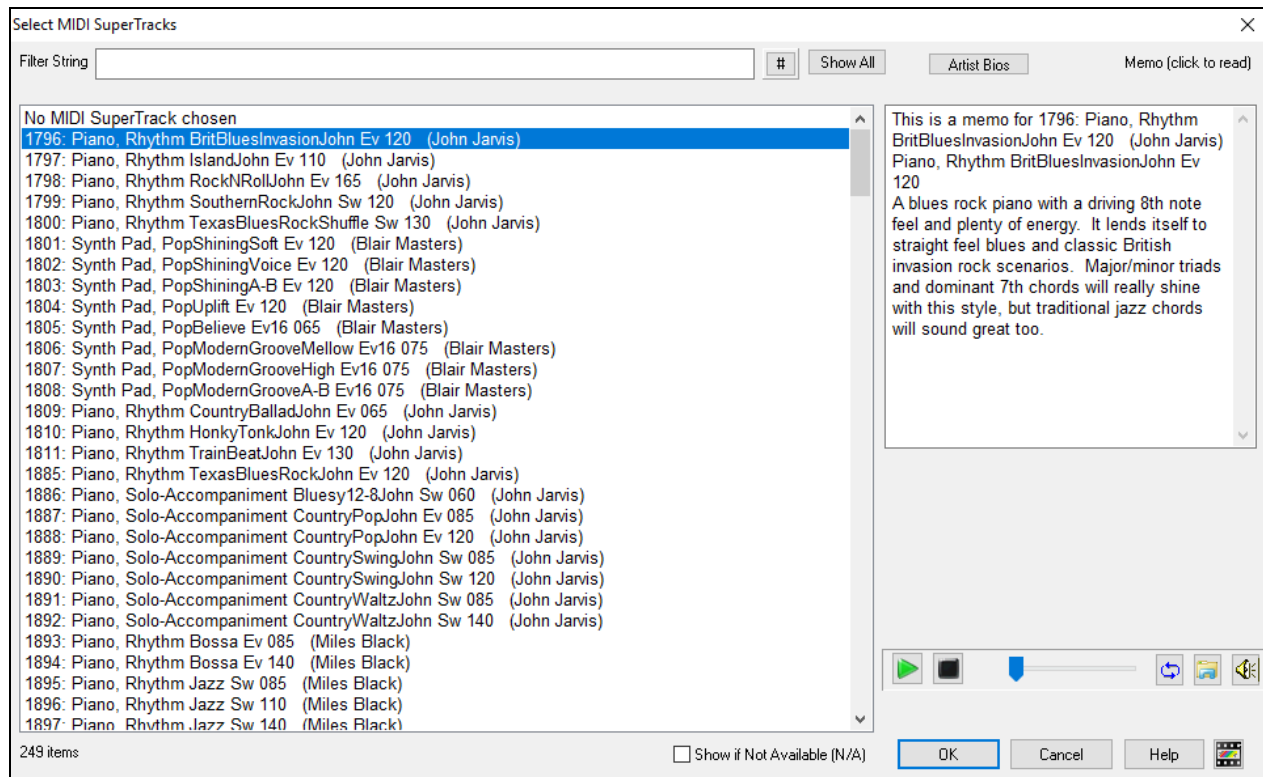 Select MIDI SuperTracks
Filter String
#
Show All
Artist Bios
Memo (click to read)
No MIDI SuperTrack chosen
1796: Piano, Rhythm BritBluesInvasionJohn Ev 120 (John Jarvis)
1797: Piano, Rhythm IslandJohn Ev 110 (John Jarvis)
1798: Piano, Rhythm RockNRollJohn Ev 165 (John Jarvis)
1799: Piano, Rhythm SouthernRockJohn Sw 120 (John Jarvis)
1800: Piano, Rhythm TexasBluesRockShuffle Sw 130 (John Jarvis)
1801: Synth Pad, PopShiningSoft Ev 120 (Blair Masters)
1802: Synth Pad, PopShiningVoice Ev 120 (Blair Masters)
1803: Synth Pad, PopShiningA-B Ev 120 (Blair Masters)
1804: Synth Pad, PopUplift Ev 120 (Blair Masters)
1805: Synth Pad, PopBelieve Ev16 065 (Blair Masters)
1806: Synth Pad, PopModernGrooveMellow Ev16 075 (Blair Masters)
1807: Synth Pad, PopModernGrooveHigh Ev16 075 (Blair Masters)
1808: Synth Pad, PopModernGrooveA-B Ev16 075 (Blair Masters)
1809: Piano, Rhythm CountryBalladJohn Ev 065 (John Jarvis)
1810: Piano, Rhythm HonkyTonkJohn Ev 120 (John Jarvis)
1811: Piano, Rhythm TrainBeatJohn Ev 130 (John Jarvis)
1885: Piano, Rhythm TexasBluesRockJohn Ev 120 (John Jarvis)
1886: Piano, Solo-Accompaniment Bluesy12-8John Sw 060 (John Jarvis)
1887: Piano, Solo-Accompaniment CountryPopJohn Ev 085 (John Jarvis)
1888: Piano, Solo-Accompaniment CountryPopJohn Ev 120 (John Jarvis)
1889: Piano, Solo-Accompaniment CountrySwingJohn Sw 085 (John Jarvis)
1890: Piano, Solo-Accompaniment CountrySwingJohn Sw 120 (John Jarvis)
1891: Piano, Solo-Accompaniment CountryWaltzJohn Sw 085 (John Jarvis)
1892: Piano, Solo-Accompaniment CountryWaltzJohn Sw 140 (John Jarvis)
1893: Piano, Rhythm Bossa Ev 085 (Miles Black)
1894: Piano, Rhythm Bossa Ev 140 (Miles Black)
1895: Piano, Rhythm Jazz Sw 085 (Miles Black)
1896: Piano, Rhythm Jazz Sw 110 (Miles Black)
1897: Piano, Rhythm Jazz Sw 140 (Miles Black)
This is a memo for 1796: Piano, Rhythm
BritBluesInvasionJohn Ev 120 (John Jarvis)
Piano, Rhythm BritBluesInvasionJohn Ev
120
A blues rock piano with a driving 8th note
feel and plenty of energy. It lends itself to
straight feel blues and classic British
invasion rock scenarios. Major/minor triads
and dominant 7th chords will really shine
with this style, but traditional jazz chords
will sound great too.
249 items
Show if Not Available (N/A)
OK
Cancel
Help